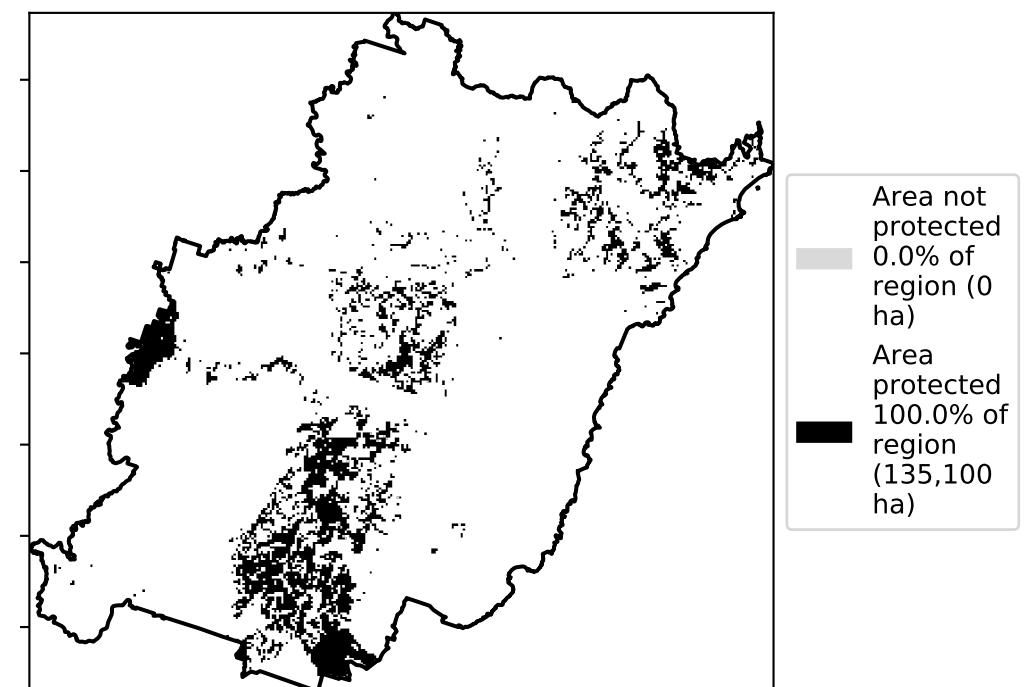 Area not
protected
0.0% of
region (0
ha)
Area
protected
100.0% of
region
(135,100
ha)